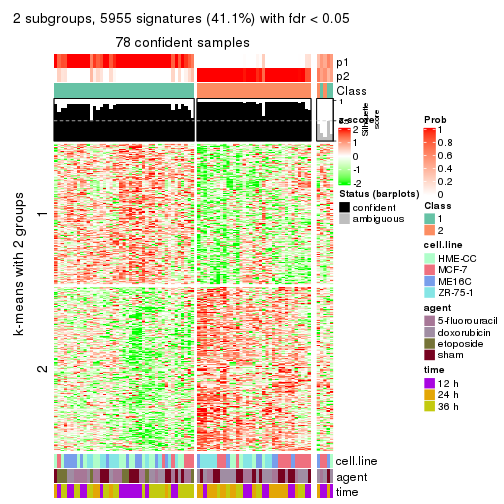 2 subgroups, 5955 signatures (41.1%) with fdr < 0.05
78 confident samples
p1
p2
Class
1
Silhouette
score
z-score
2
1
0
-1
-2
Status (barplots)
confident
ambiguous
Prob
1
0.8
0.6
0.4
0.2
0
Class
1
2
cell.line
HME-CC
MCF-7
ME16C
ZR-75-1
agent
5-fluorouracil
doxorubicin
etoposide
sham
time
12 h
24 h
36 h
k-means with 2 groups
1
2
cell.line
agent
time